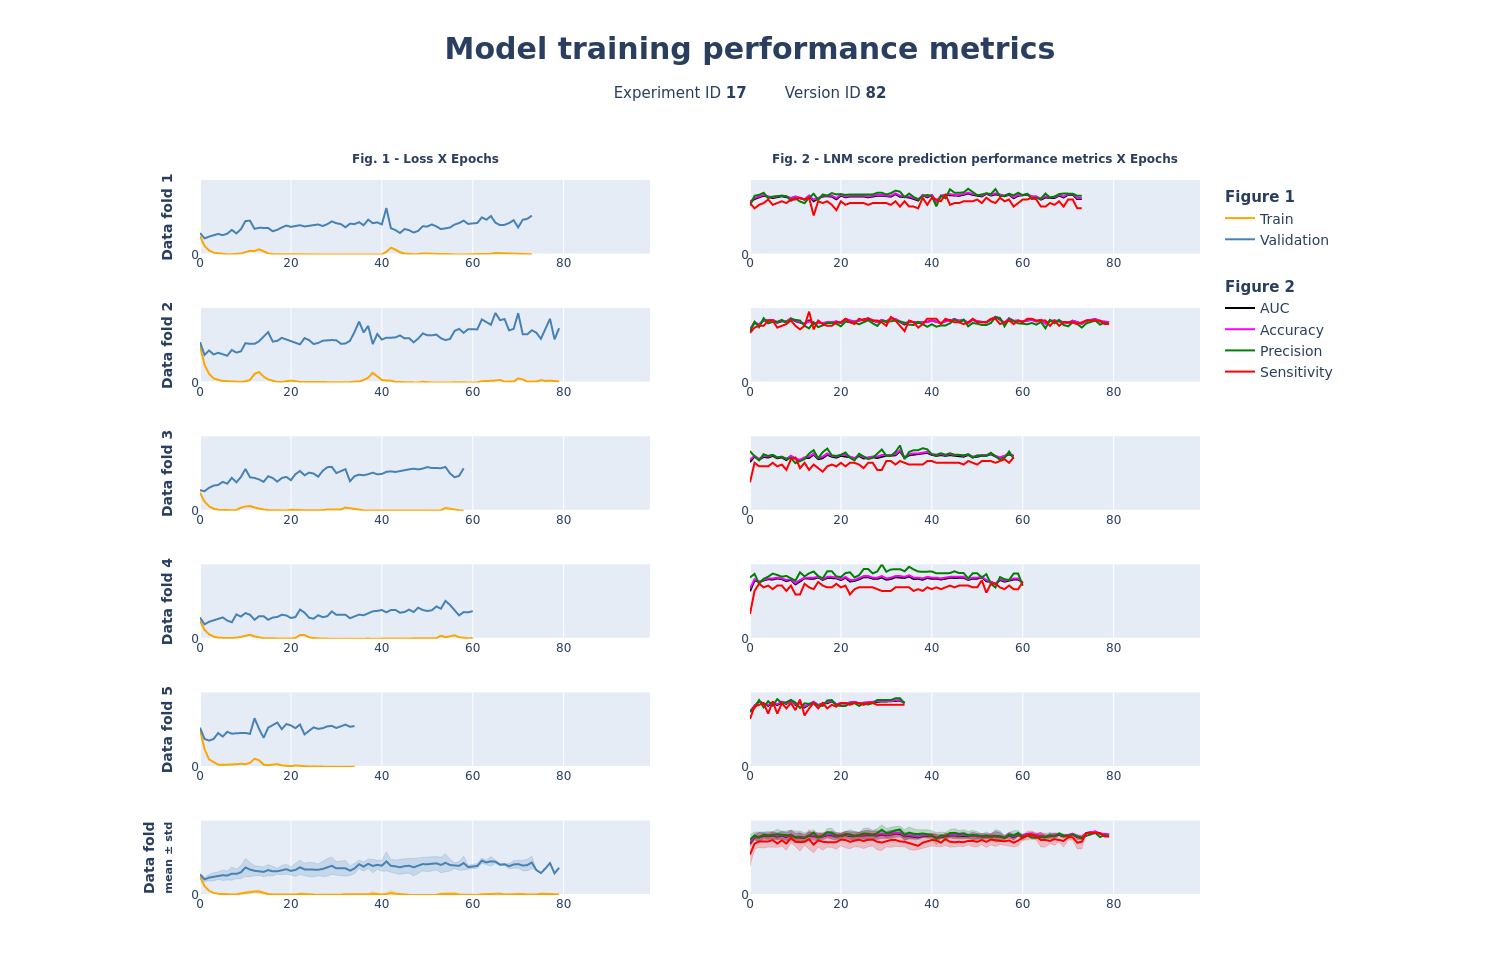 Model training performance metrics
Experiment ID 17 Version ID 82
Fig. 1 - Loss X Epochs
Fig. 2 - LNM score prediction performance metrics X Epochs
Data fold 1
0
0 20 40 60 80
0
0 20 40 60 80
Figure 1
Train
Validation
Figure 2
AUC
Accuracy
Precision
Sensitivity
Data fold 2
0
0 20 40 60 80
0
0 20 40 60 80
Data fold 3
0
0 20 40 60 80
0
0 20 40 60 80
Data fold 4
0
0 20 40 60 80
0
0 20 40 60 80
Data fold 5
0
0 20 40 60 80
0
0 20 40 60 80
Data fold
mean ± std
0
0 20 40 60 80
0
0 20 40 60 80